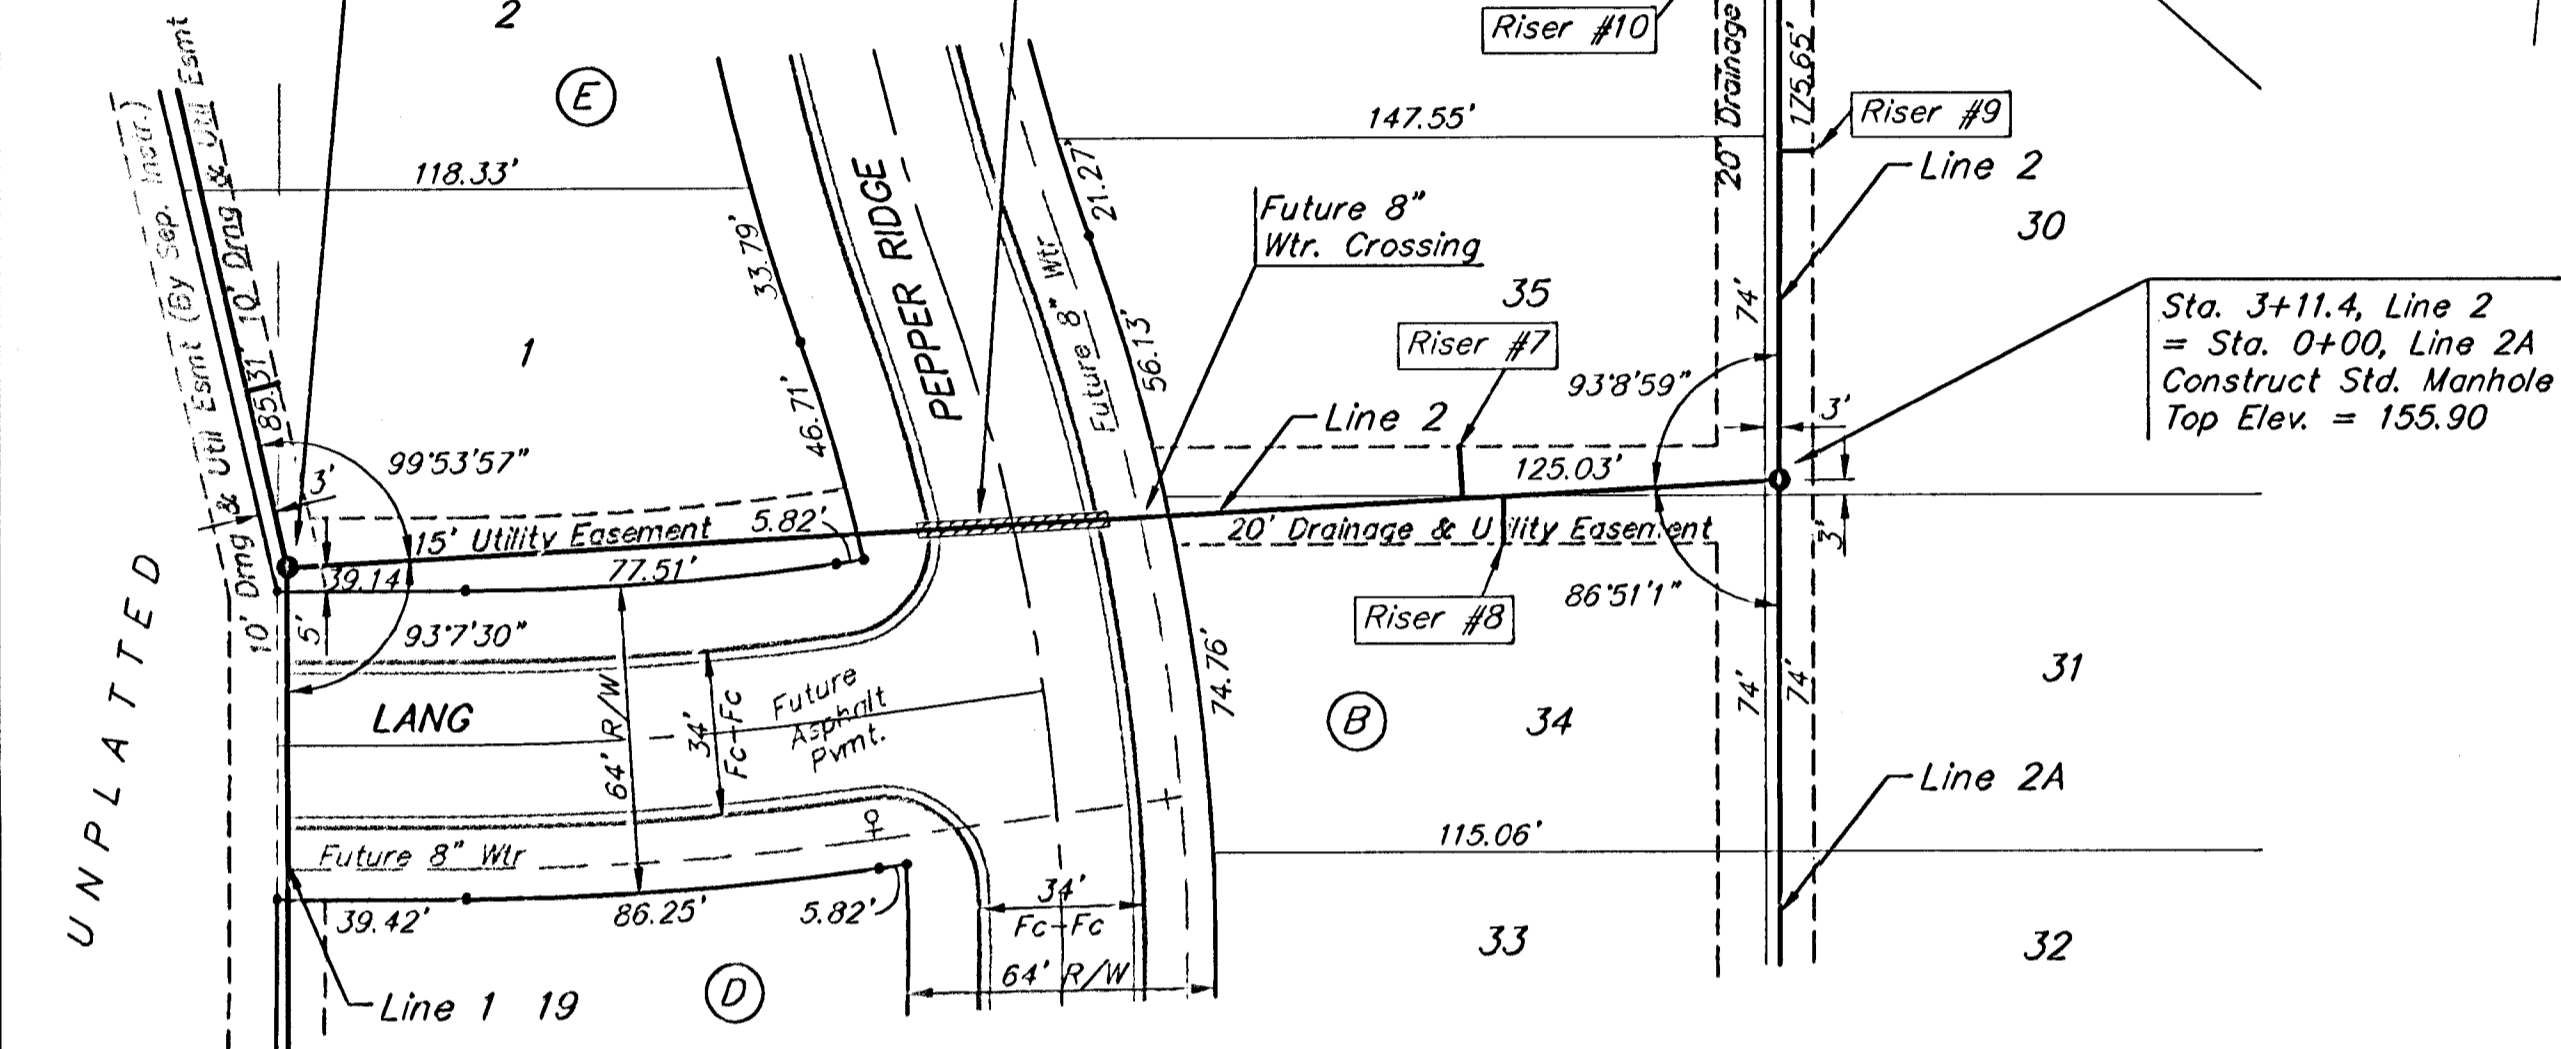 2
E
118.33'
33.79'
46.71'
1
10' Drng & Util Esmt
85.31'
10' Drng & Util Esmt (By Sep. Instr.)
UNPLATTED
99°53'57"
3'
15' Utility Easement
5.82'
39.14'
77.51'
5'
93°7'30"
LANG
64' R/W
34'
Fc-Fc
Future
Asphalt
Pvmt.
Future 8" Wtr
39.42'
86.25'
5.82'
Line 1
19
D
PEPPER RIDGE
Future 8" Wtr
21.27'
56.13'
74.76'
34'
Fc-Fc
64' R/W
Riser #10
147.55'
20' Drainage
175.65'
Riser #9
Line 2
30
Future 8"
Wtr. Crossing
35
74'
Riser #7
93°8'59"
Line 2
125.03'
3'
3'
Sta. 3+11.4, Line 2
= Sta. 0+00, Line 2A
Construct Std. Manhole
Top Elev. = 155.90
20' Drainage & Utility Easement
86°51'1"
Riser #8
B
34
74'
74'
31
Line 2A
115.06'
33
32